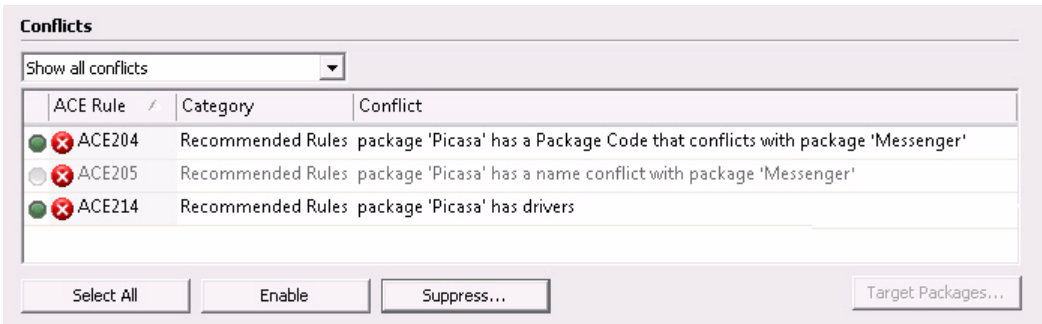 Conflicts
Show all conflicts
ACE Rule Category Conflict
ACE204 Recommended Rules package 'Picasa' has a Package Code that conflicts with package 'Messenger'
ACE205 Recommended Rules package 'Picasa' has a name conflict with package 'Messenger'
ACE214 Recommended Rules package 'Picasa' has drivers
Select All Enable Suppress... Target Packages...